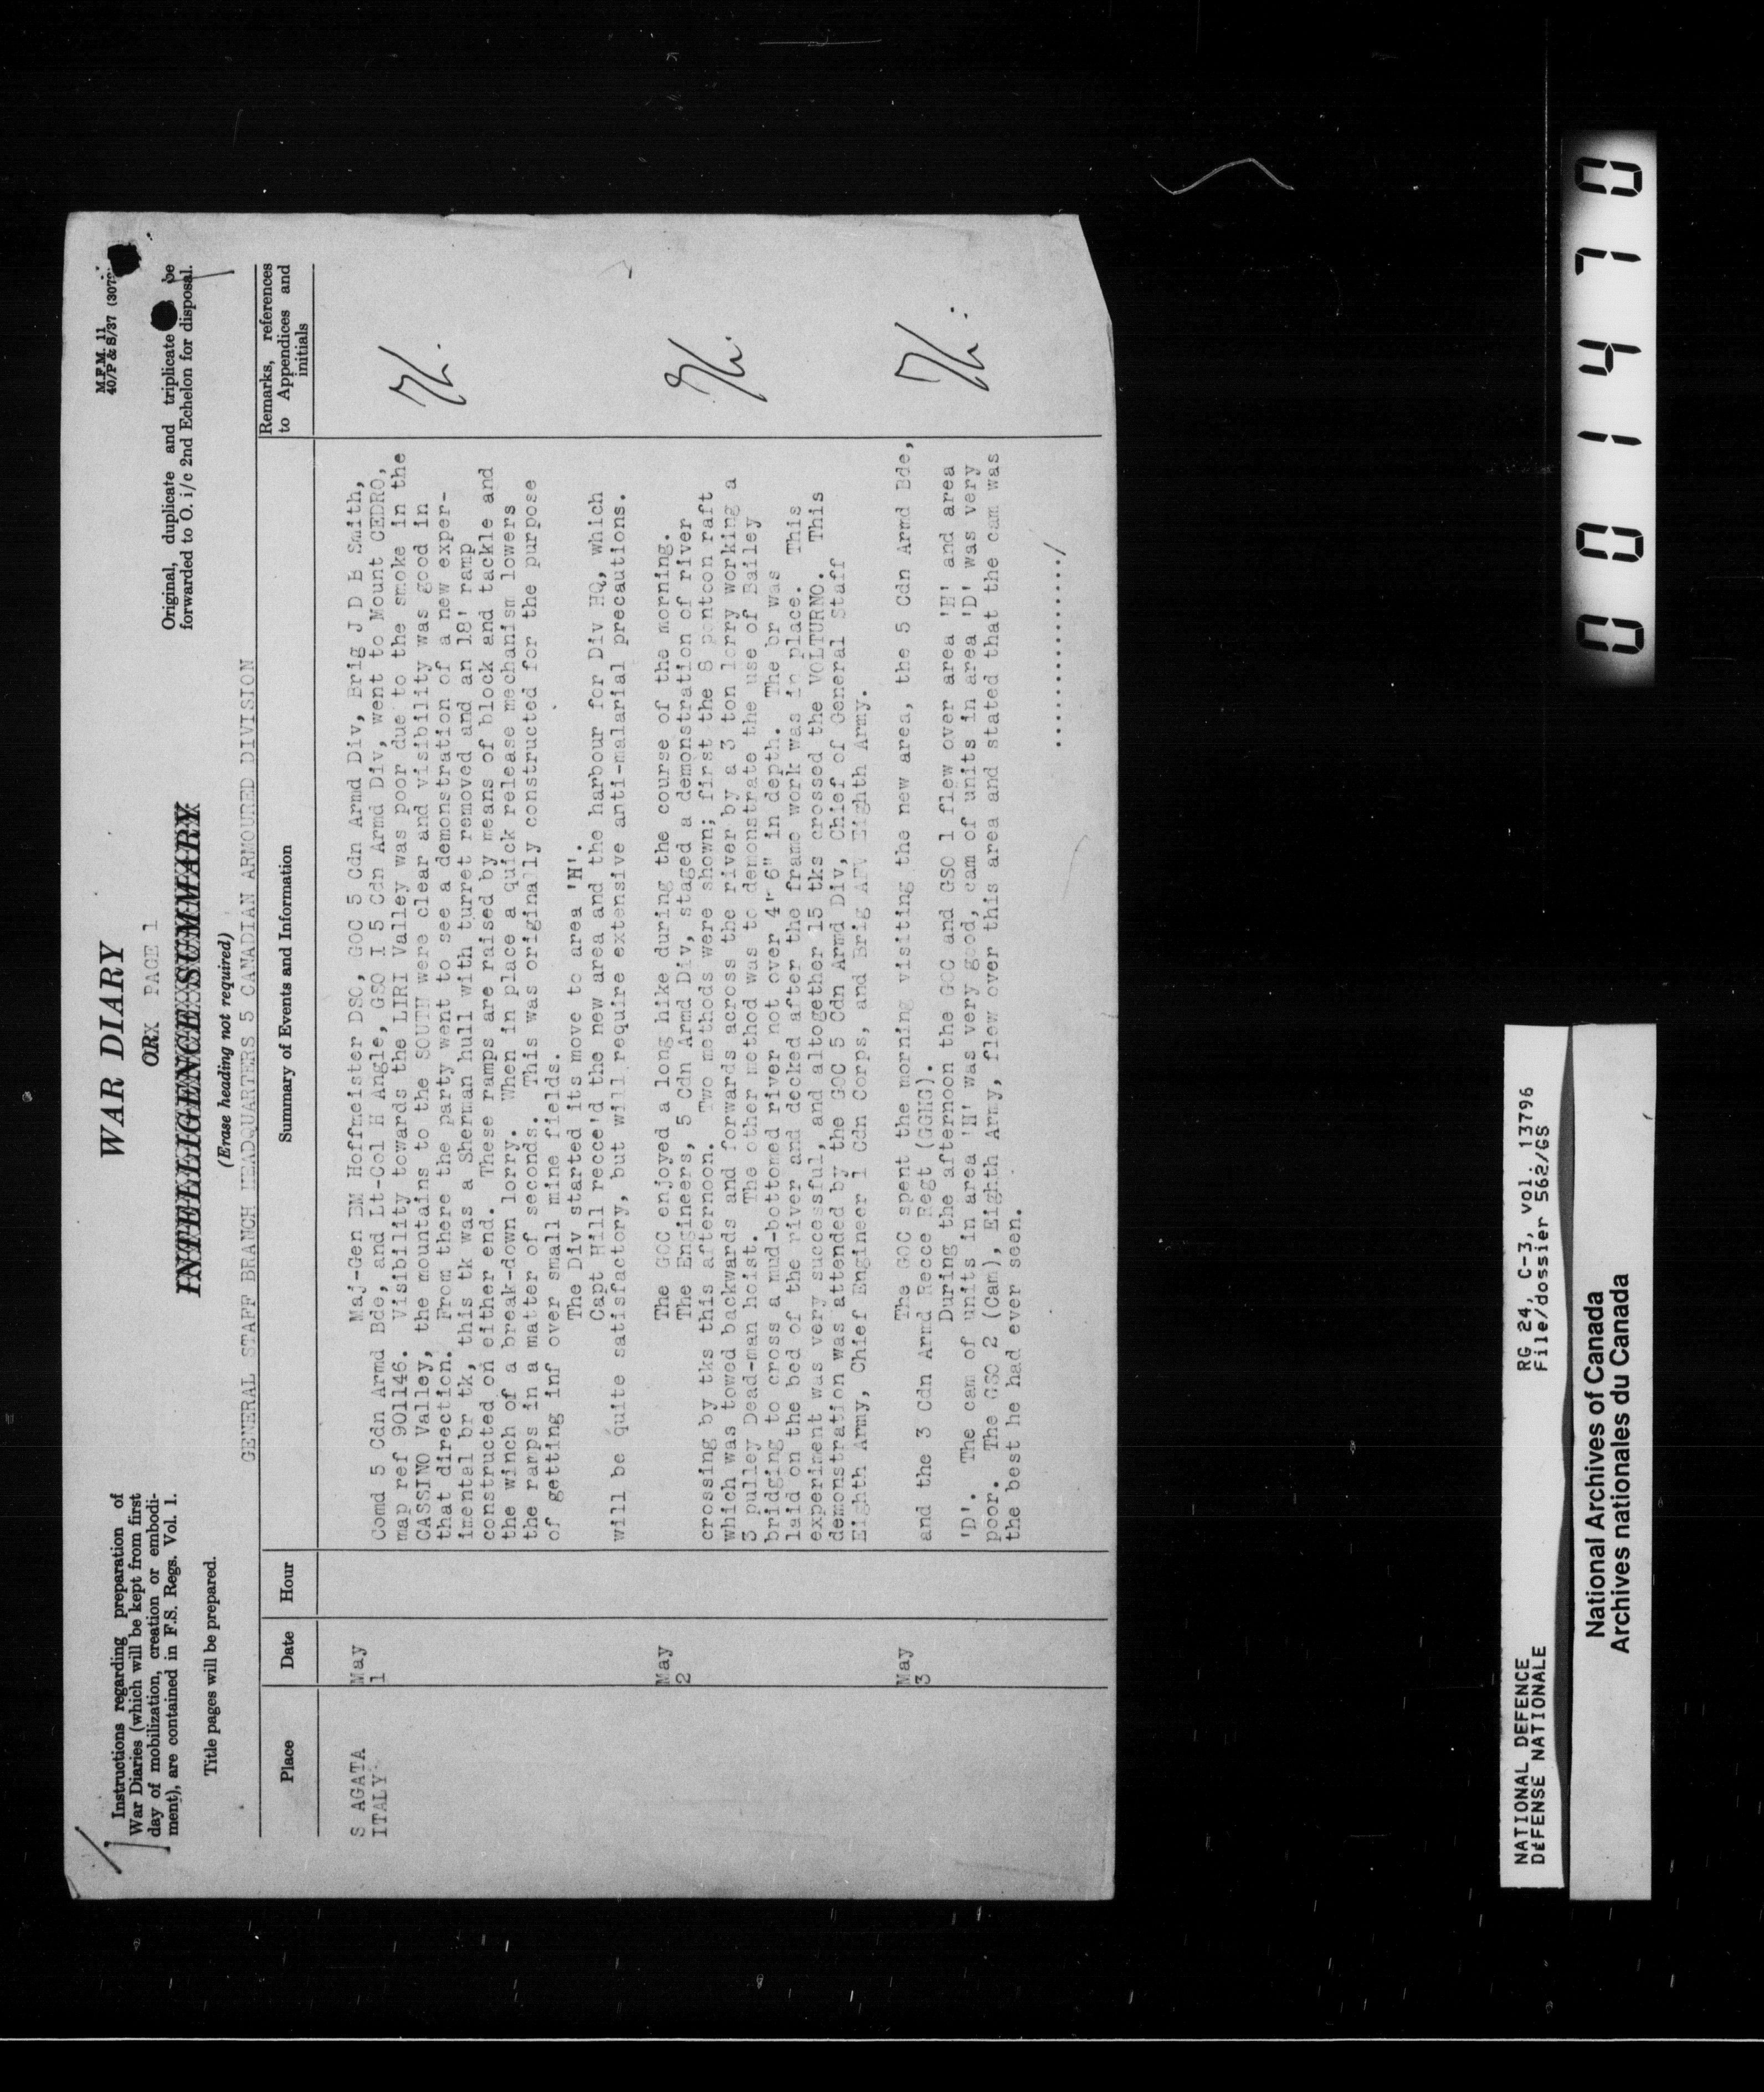 Instructions regarding preparation of
War Diaries (which will be kept from first
day of mobilization, creation or embodi-
ment), are contained in F.S. Regs. Vol. 1.
Title pages will be prepared.
WAR DIARY
ORX PAGE 1
INTELLIGENCE SUMMARY
(Erase heading not required)
M.F.M. 11
40/P & S/37 (3078
Original, duplicate and triplicate be
forwarded to O. i/c 2nd Echelon for disposal.
GENERAL STAFF BRANCH HEADQUARTERS 5 CANADIAN ARMOURED DIVISION
Place
Date
Hour
Summary of Events and Information
Remarks, references
to Appendices and
initials
S AGATA
ITALY
May
1
Maj-Gen BM Hoffmeister DSO, GOC 5 Cdn Armd Div, Brig J D B Smith,
Comd 5 Cdn Armd Bde, and Lt-Col H Angle, GSO I 5 Cdn Armd Div, went to Mount CEDRO,
map ref 901146. Visibility towards the LIRI Valley was poor due to the smoke in the
CASSINO Valley, the mountains to the SOUTH were clear and visibility was good in
that direction.
From there the party went to see a demonstration of a new exper-
imental br tk, this tk was a Sherman hull with turret removed and an 18' ramp
constructed on either end. These ramps are raised by means of block and tackle and
the winch of a break-down lorry. When in place a quick release mechanism lowers
the ramps in a matter of seconds. This was originally constructed for the purpose
of getting inf over small mine fields.
The Div started its move to area 'H'.
Capt Hill recce'd the new area and the harbour for Div HQ, which
will be quite satisfactory, but will require extensive anti-malarial precautions.
May
2
The GOC enjoyed a long hike during the course of the morning.
The Engineers, 5 Cdn Armd Div, staged a demonstration of river
crossing by tks this afternoon. Two methods were shown; first the 8 pontoon raft
which was towed backwards and forwards across the river by a 3 ton lorry working a
3 pulley Dead-man hoist. The other method was to demonstrate the use of Bailey
bridging to cross a mud-bottomed river not over 4' 6" in depth. The br was
laid on the bed of the river and decked after the frame work was in place. This
experiment was very successful, and altogether 15 tks crossed the VOLTURNO. This
demonstration was attended by the GOC 5 Cdn Armd Div, Chief of General Staff
Eighth Army, Chief Engineer 1 Cdn Corps, and Brig AFV Eighth Army.
May
3
The GOC spent the morning visiting the new area, the 5 Cdn Armd Bde,
and the 3 Cdn Armd Recce Regt (GGHG).
During the afternoon the GOC and GSO 1 flew over area 'H' and area
'D'. The cam of units in area 'H' was very good, cam of units in area 'D' was very
poor. The GSO 2 (Cam), Eighth Army, flew over this area and stated that the cam was
the best he had ever seen.
................/
NATIONAL DEFENCE
DÉFENSE NATIONALE
RG 24, C-3, vol. 13796
File/dossier 562/GS
National Archives of Canada
Archives nationales du Canada
001470